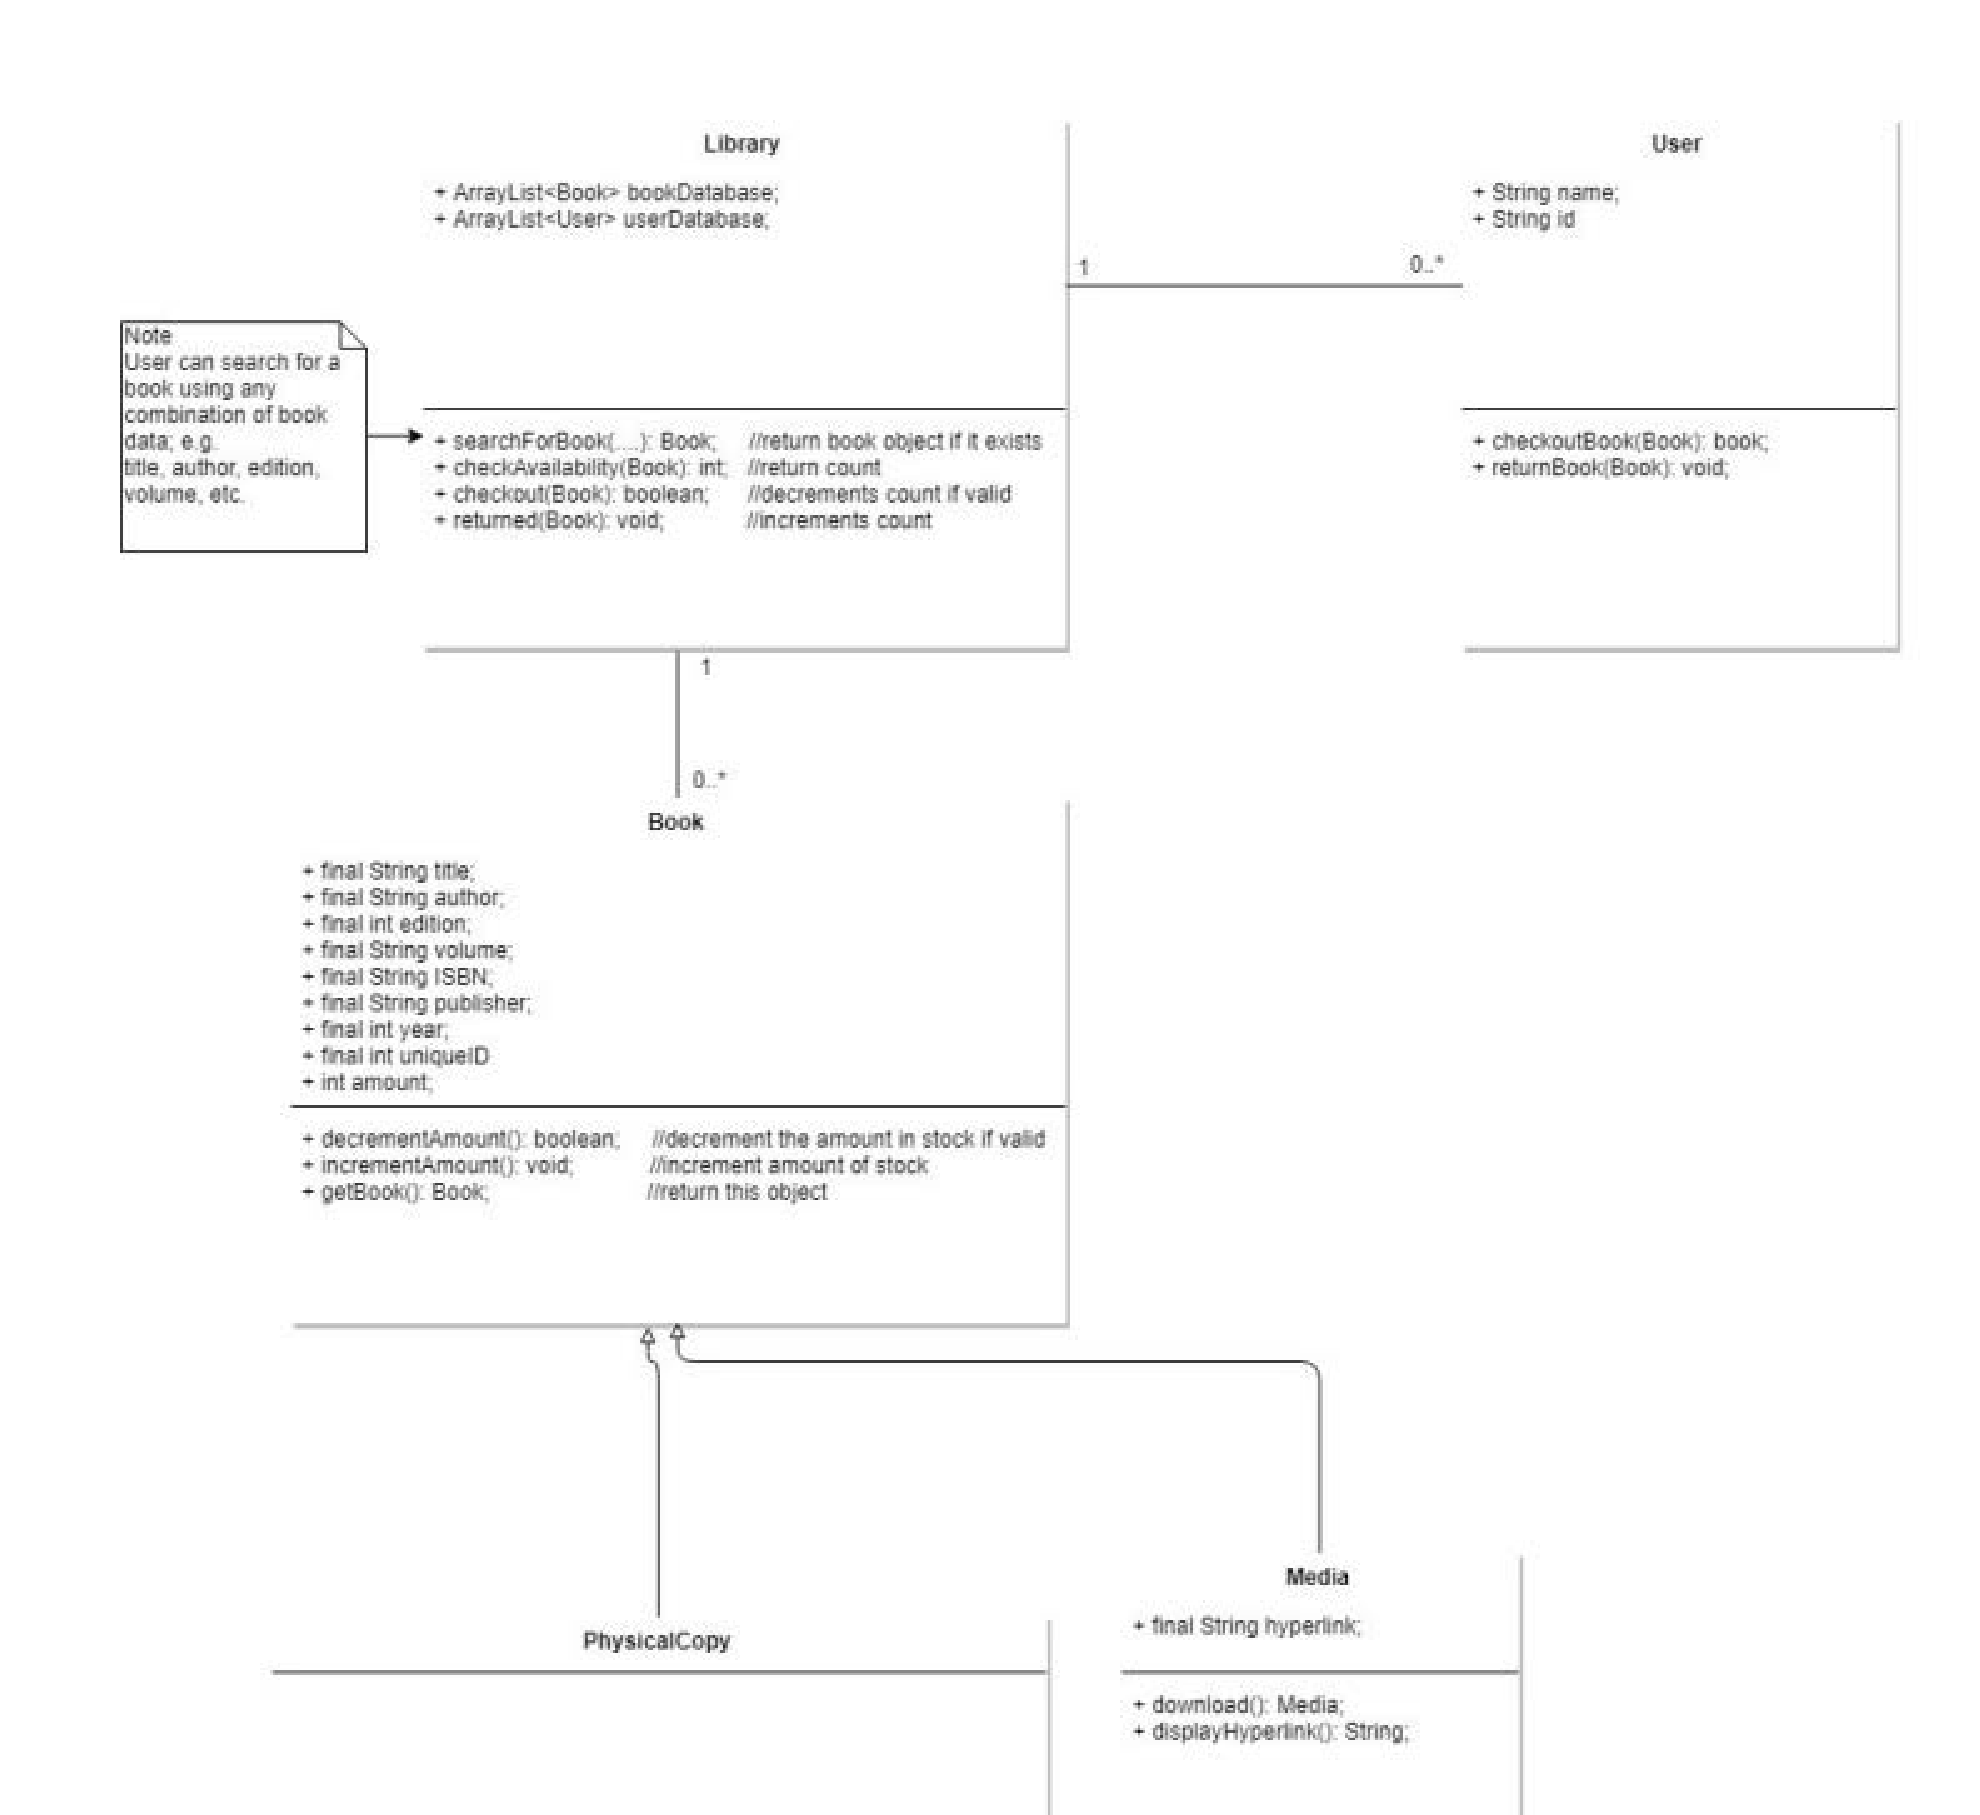 Library
+ ArrayList<Book> bookDatabase;
+ ArrayList<User> userDatabase;
User
+ String name;
+ String id
1
0..*
Note
User can search for a
book using any
combination of book
data; e.g.
title, author, edition,
volume, etc.
+ searchForBook(....): Book; //return book object if it exists
+ checkAvailability(Book): int; //return count
+ checkout(Book): boolean; //decrements count if valid
+ returned(Book): void; //increments count
+ checkoutBook(Book): book;
+ returnBook(Book): void;
1
0..*
Book
+ final String title;
+ final String author;
+ final int edition;
+ final String volume;
+ final String ISBN;
+ final String publisher;
+ final int year;
+ final int uniqueID
+ int amount;
+ decrementAmount(): boolean; //decrement the amount in stock if valid
+ incrementAmount(): void; //increment amount of stock
+ getBook(): Book; //return this object
PhysicalCopy
Media
+ final String hyperlink;
+ download(): Media;
+ displayHyperlink(): String;